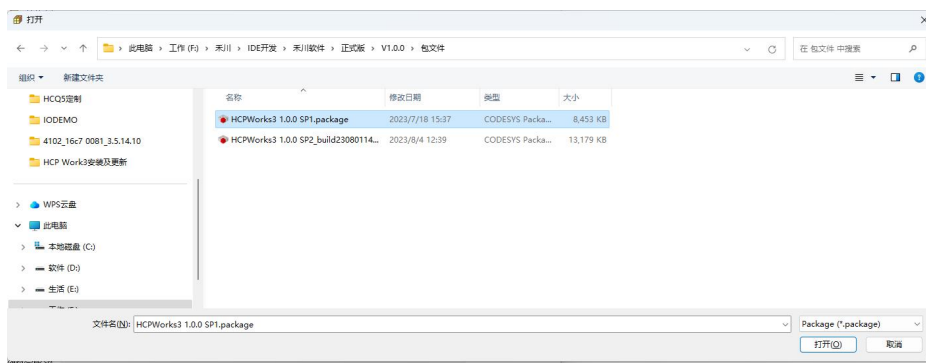 打开
此电脑 › 工作 (F:) › 禾川 › IDE开发 › 禾川软件 › 正式版 › V1.0.0 › 包文件
在 包文件 中搜索
组织 新建文件夹
名称 修改日期 类型 大小
HCQ5定制
IODEMO
4102_16c7 0081_3.5.14.10
HCP Work3安装及更新
HCPWorks3 1.0.0 SP1.package 2023/7/18 15:37 CODESYS Packa... 8,453 KB
HCPWorks3 1.0.0 SP2_build23080114... 2023/8/4 12:39 CODESYS Packa... 13,179 KB
WPS云盘
此电脑
本地磁盘 (C:)
软件 (D:)
生活 (E:)
文件名(N): HCPWorks3 1.0.0 SP1.package
Package (*.package)
打开(O) 取消